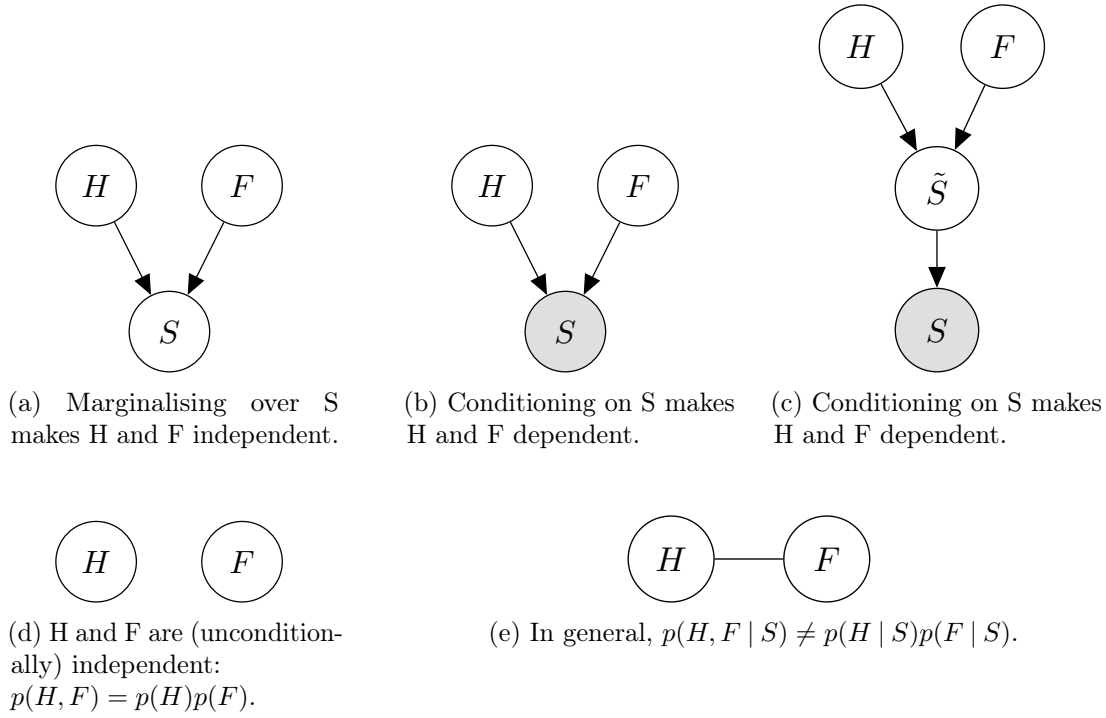 H F
H F
H F
S̃
S
S
S
(a) Marginalising over S
makes H and F independent.
(b) Conditioning on S makes
H and F dependent.
(c) Conditioning on S makes
H and F dependent.
H F
H F
(d) H and F are (uncondition-
ally) independent:
p(H, F) = p(H)p(F).
(e) In general, p(H, F | S) ≠ p(H | S)p(F | S).